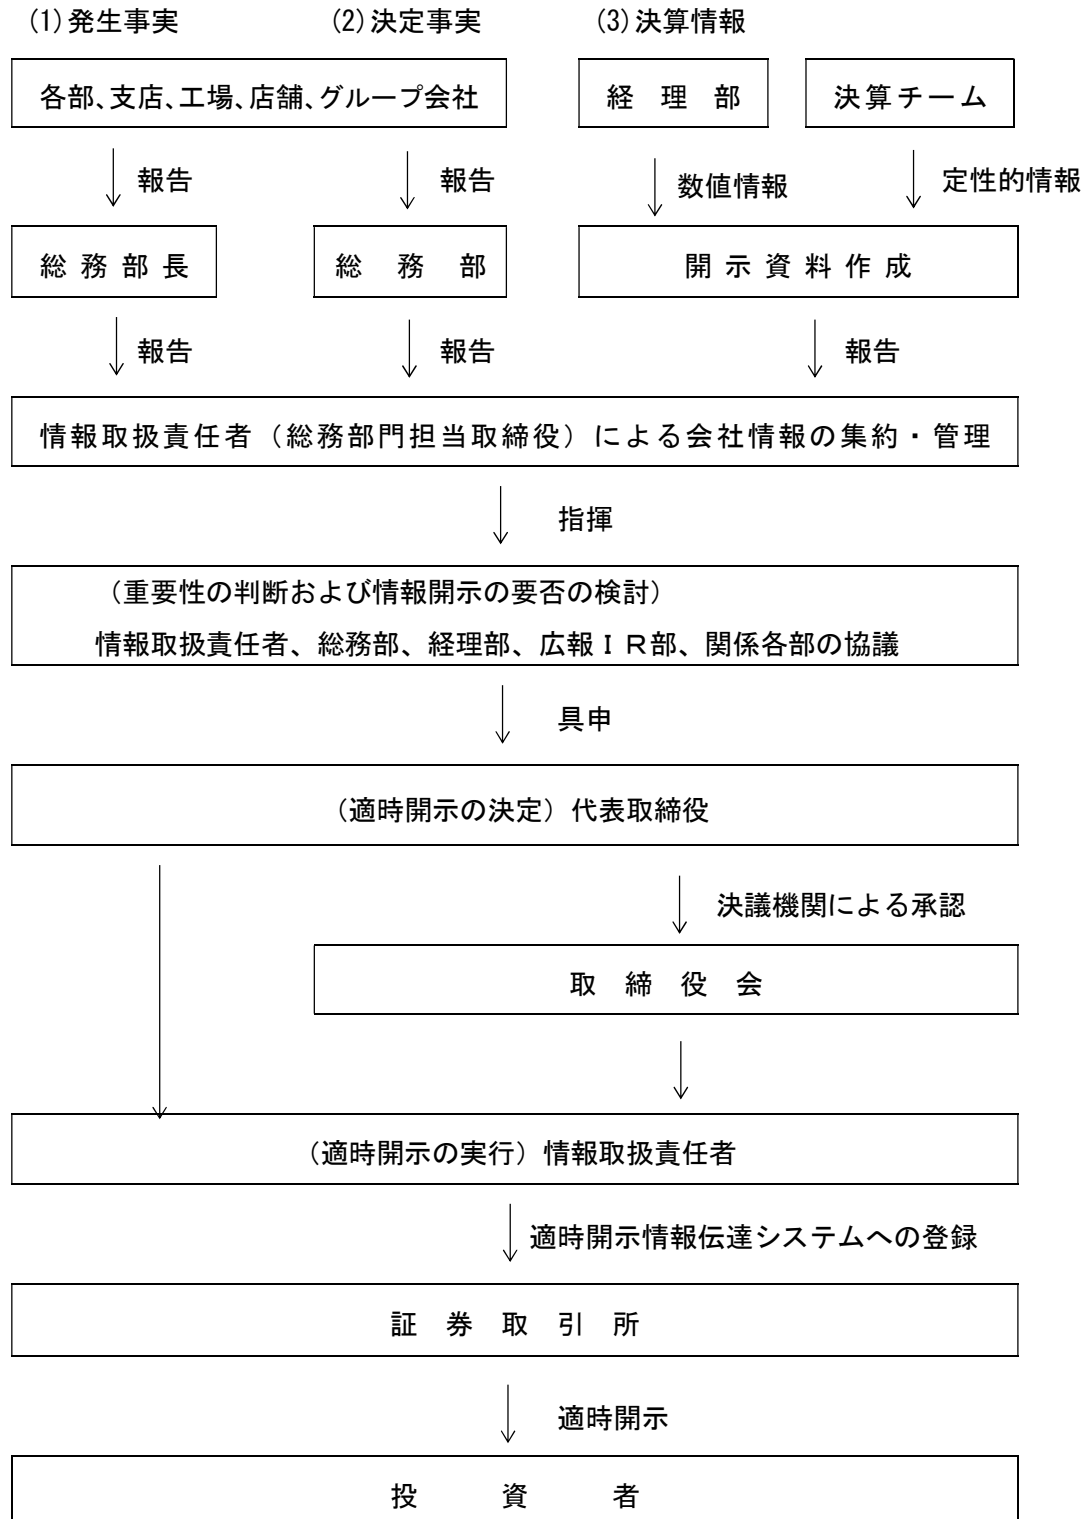 (1)発生事実 (2)決定事実 (3)決算情報
各部、支店、工場、店舗、グループ会社 経理部 決算チーム
報告 報告 数値情報 定性的情報
総務部長 総務部 開示資料作成
報告 報告 報告
情報取扱責任者（総務部門担当取締役）による会社情報の集約・管理
指揮
（重要性の判断および情報開示の要否の検討）
情報取扱責任者、総務部、経理部、広報ＩＲ部、関係各部の協議
具申
（適時開示の決定）代表取締役
決議機関による承認
取締役会
（適時開示の実行）情報取扱責任者
適時開示情報伝達システムへの登録
証券取引所
適時開示
投資者